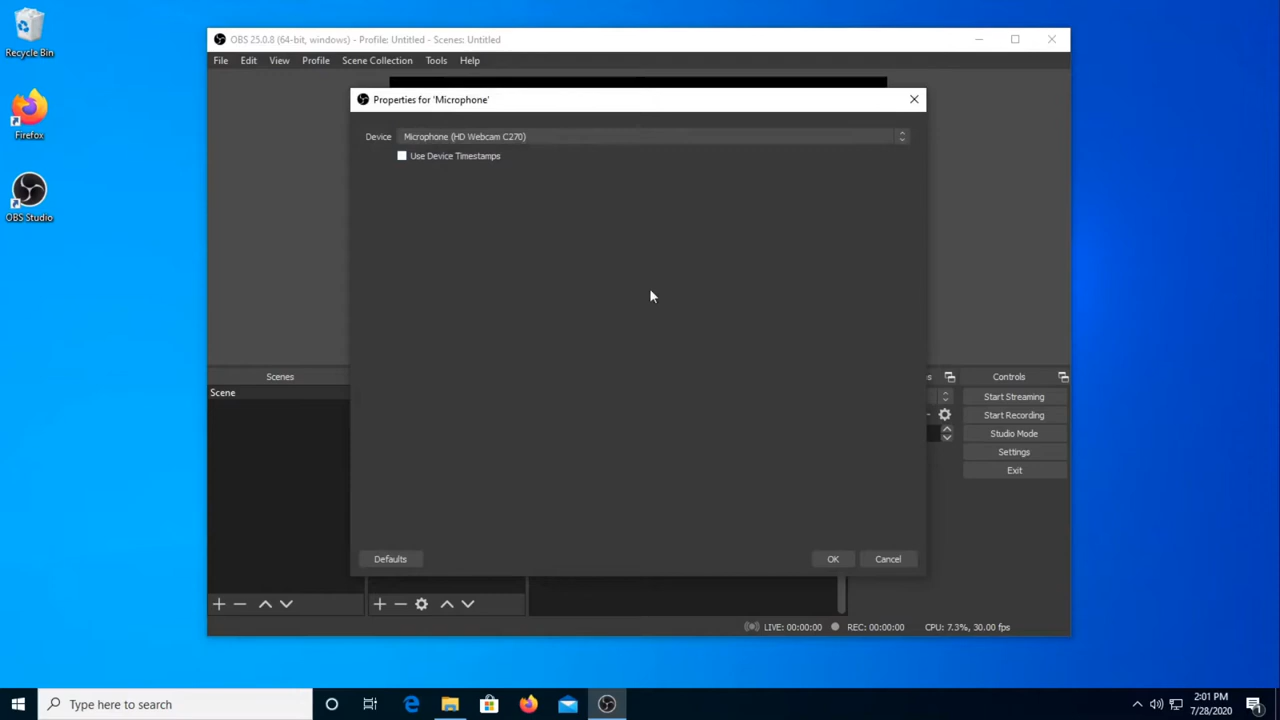 Recycle Bin
Firefox
OBS Studio
OBS 25.0.8 (64-bit, windows) - Profile: Untitled - Scenes: Untitled
File Edit View Profile Scene Collection Tools Help
Properties for 'Microphone'
Device Microphone (HD Webcam C270)
Use Device Timestamps
Defaults OK Cancel
Scenes
Scene
Controls
Start Streaming
Start Recording
Studio Mode
Settings
Exit
LIVE: 00:00:00 REC: 00:00:00 CPU: 7.3%, 30.00 fps
Type here to search
2:01 PM
7/28/2020
1